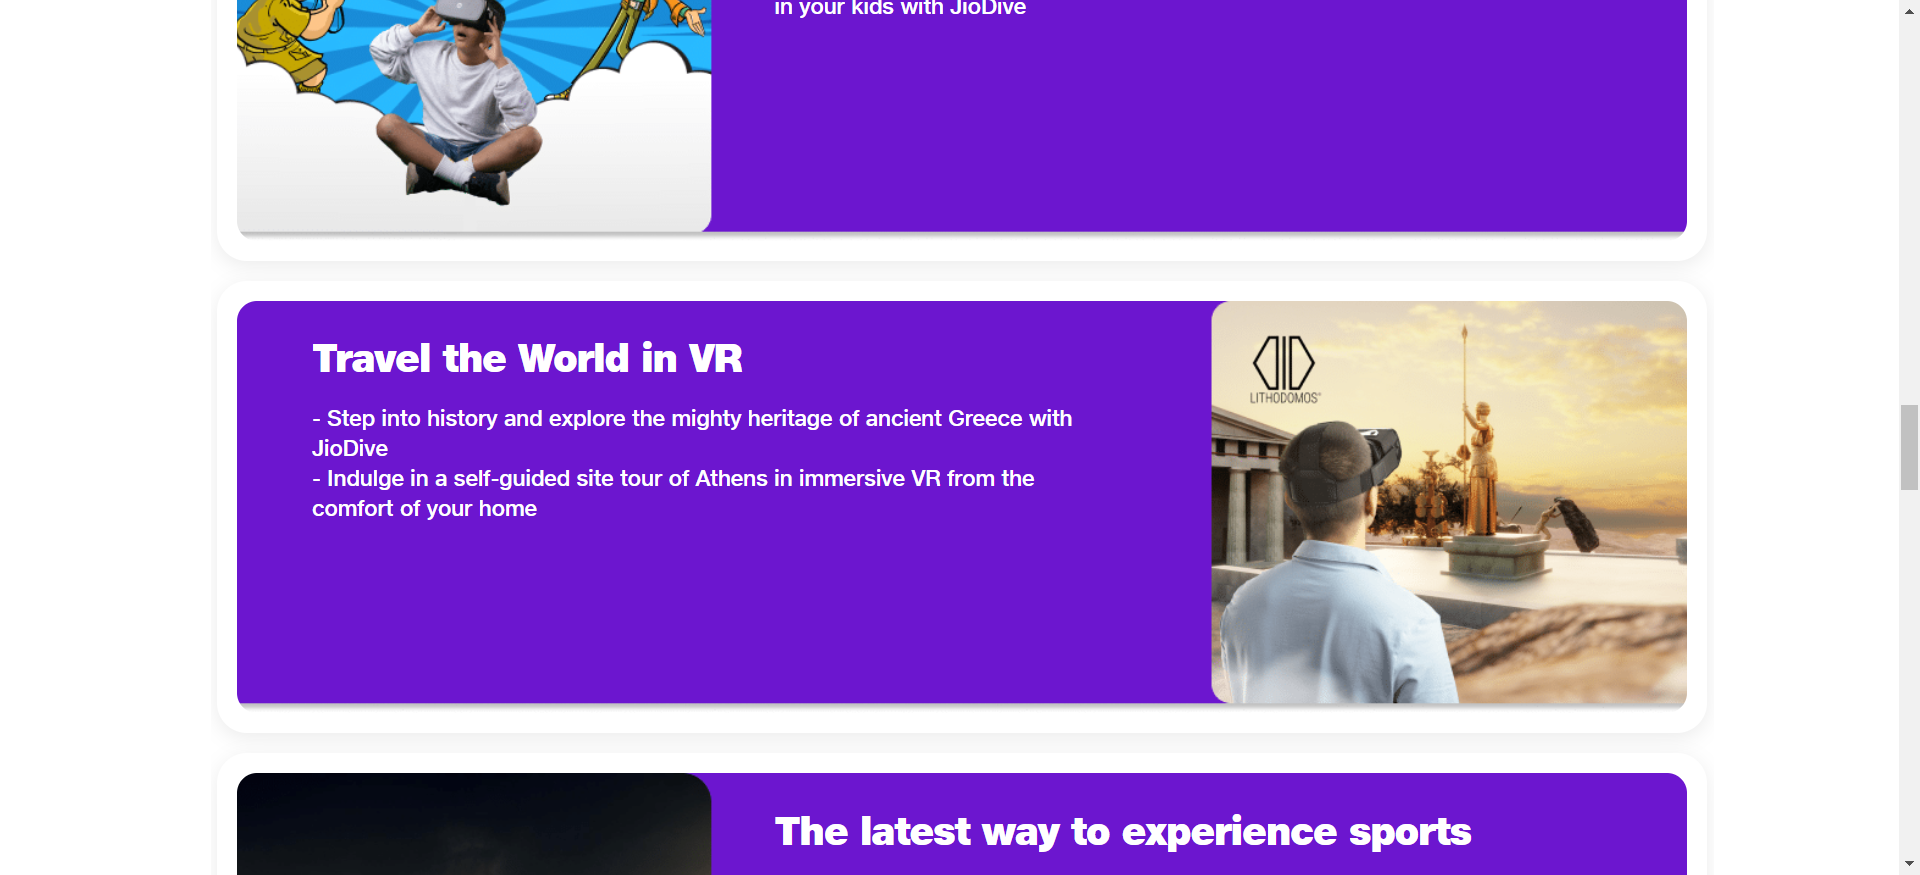 in your kids with JioDive
Travel the World in VR
- Step into history and explore the mighty heritage of ancient Greece with
JioDive
- Indulge in a self-guided site tour of Athens in immersive VR from the
comfort of your home
LITHODOMOS®
The latest way to experience sports